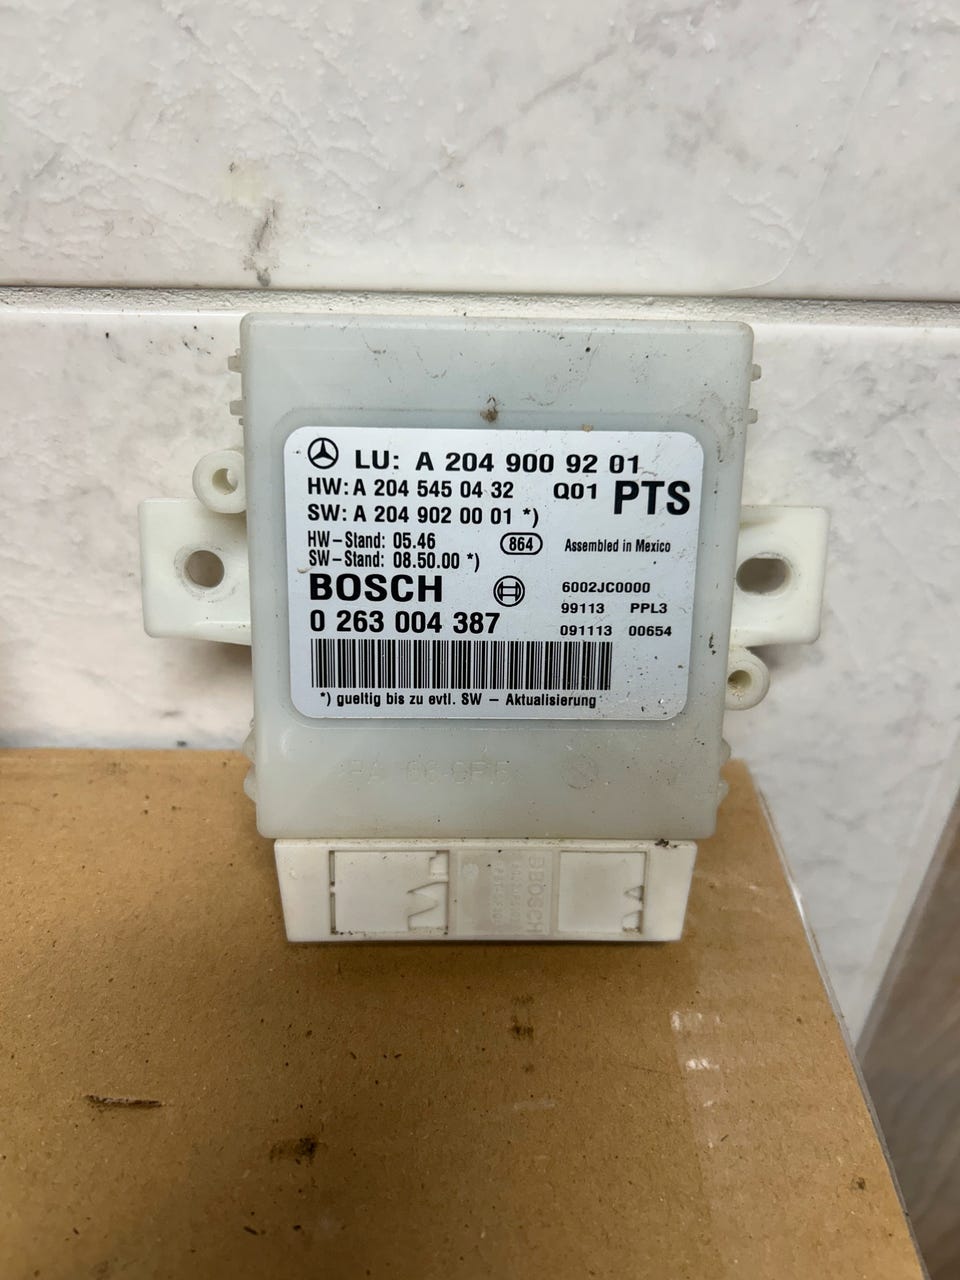 LU: A 204 900 92 01
HW: A 204 545 04 32 Q01 PTS
SW: A 204 902 00 01 *)
HW-Stand: 05.46 864 Assembled in Mexico
SW-Stand: 08.50.00 *)
BOSCH 6002JC0000
99113 PPL3
0 263 004 387 091113 00654
*) gueltig bis zu evtl. SW - Aktualisierung
BOSCH